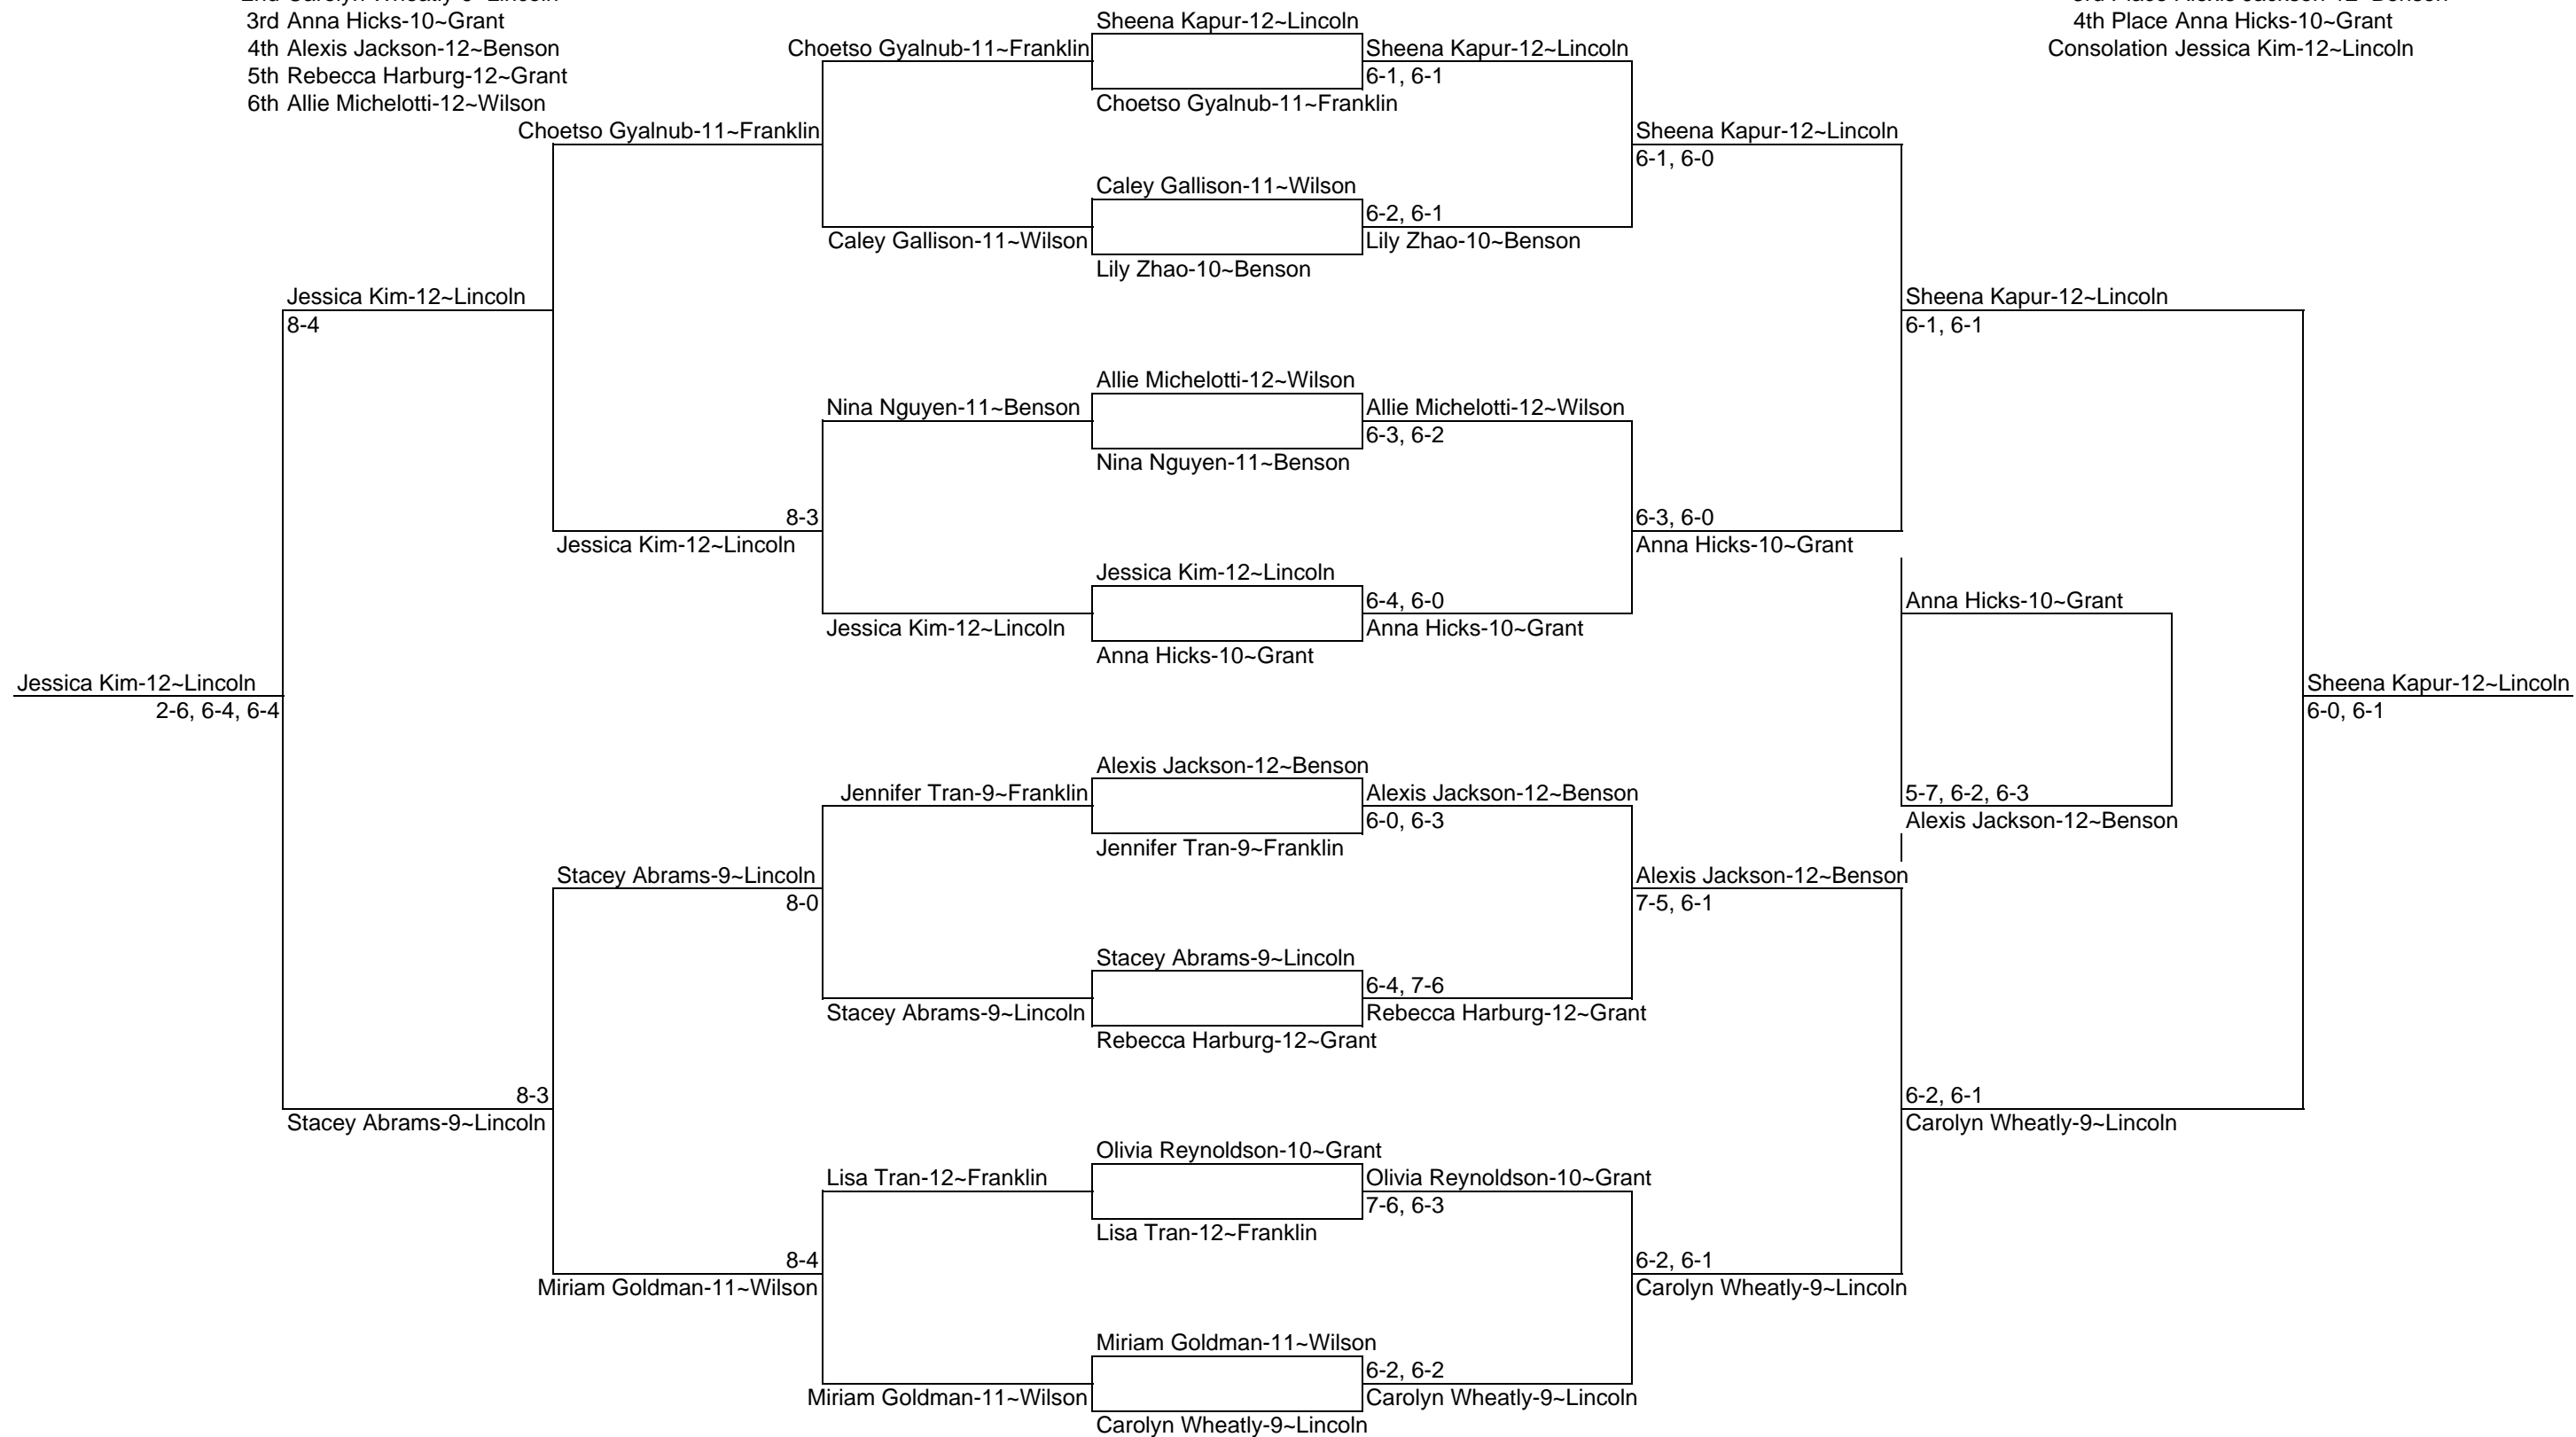 3rd Anna Hicks-10~Grant
4th Alexis Jackson-12~Benson
5th Rebecca Harburg-12~Grant
6th Allie Michelotti-12~Wilson
4th Place Anna Hicks-10~Grant
Consolation Jessica Kim-12~Lincoln
Jessica Kim-12~Lincoln
2-6, 6-4, 6-4
Jessica Kim-12~Lincoln
8-4
8-3
Stacey Abrams-9~Lincoln
Choetso Gyalnub-11~Franklin
8-3
Jessica Kim-12~Lincoln
Stacey Abrams-9~Lincoln
8-0
8-4
Miriam Goldman-11~Wilson
Choetso Gyalnub-11~Franklin
Caley Gallison-11~Wilson
Nina Nguyen-11~Benson
Jessica Kim-12~Lincoln
Jennifer Tran-9~Franklin
Stacey Abrams-9~Lincoln
Lisa Tran-12~Franklin
Miriam Goldman-11~Wilson
Sheena Kapur-12~Lincoln
Choetso Gyalnub-11~Franklin
Caley Gallison-11~Wilson
Lily Zhao-10~Benson
Allie Michelotti-12~Wilson
Nina Nguyen-11~Benson
Jessica Kim-12~Lincoln
Anna Hicks-10~Grant
Alexis Jackson-12~Benson
Jennifer Tran-9~Franklin
Stacey Abrams-9~Lincoln
Rebecca Harburg-12~Grant
Olivia Reynoldson-10~Grant
Lisa Tran-12~Franklin
Miriam Goldman-11~Wilson
Carolyn Wheatly-9~Lincoln
Sheena Kapur-12~Lincoln
6-1, 6-1
6-2, 6-1
Lily Zhao-10~Benson
Allie Michelotti-12~Wilson
6-3, 6-2
6-4, 6-0
Anna Hicks-10~Grant
Alexis Jackson-12~Benson
6-0, 6-3
6-4, 7-6
Rebecca Harburg-12~Grant
Olivia Reynoldson-10~Grant
7-6, 6-3
6-2, 6-2
Carolyn Wheatly-9~Lincoln
Sheena Kapur-12~Lincoln
6-1, 6-0
6-3, 6-0
Anna Hicks-10~Grant
Alexis Jackson-12~Benson
7-5, 6-1
6-2, 6-1
Carolyn Wheatly-9~Lincoln
Sheena Kapur-12~Lincoln
6-1, 6-1
Anna Hicks-10~Grant
5-7, 6-2, 6-3
Alexis Jackson-12~Benson
6-2, 6-1
Carolyn Wheatly-9~Lincoln
Sheena Kapur-12~Lincoln
6-0, 6-1